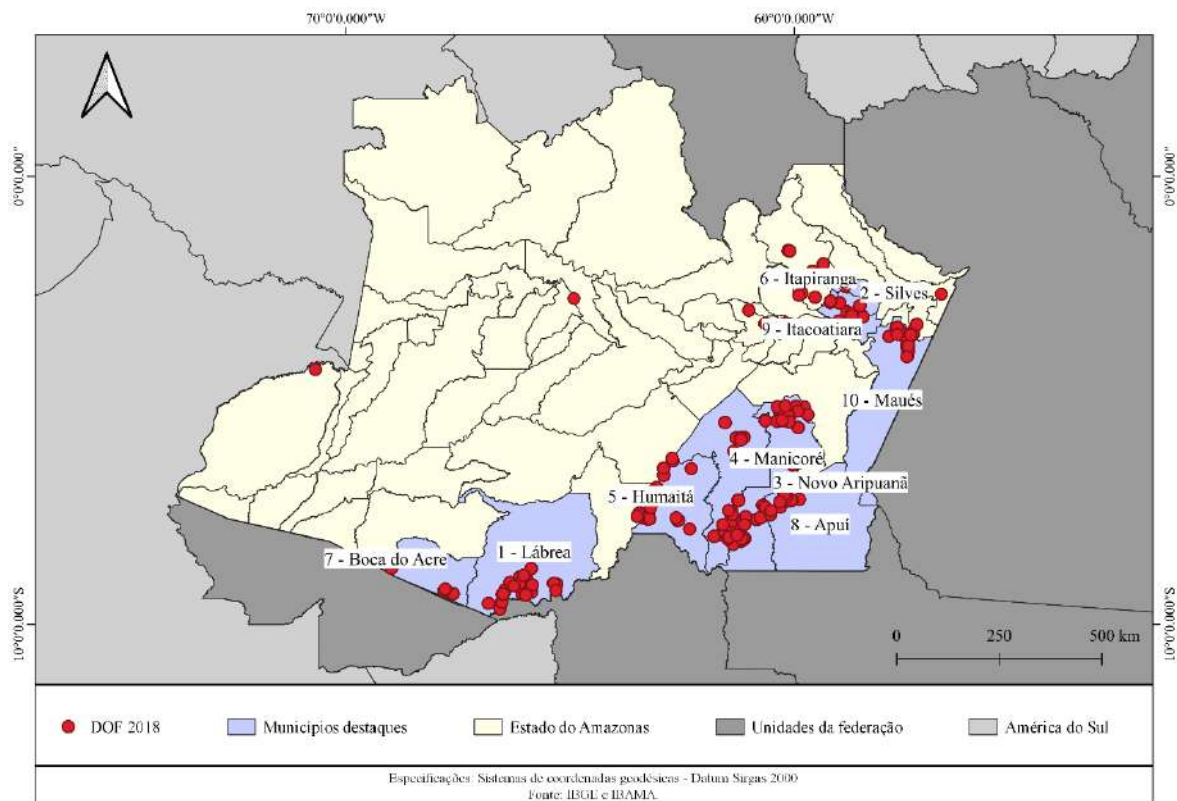 70°0'0.000"W 60°0'0.000"W
0°0'0.000" 0°0'0.000"
6 - Itapiranga
2 - Silves
9 - Itacoatiara
10 - Maués
4 - Manicoré
3 - Novo Aripuanã
5 - Humaitá
8 - Apuí
1 - Lábrea
7 - Boca do Acre
10°0'0.000"S 10°0'0.000"S
0 250 500 km
DOF 2018 Municípios destaques Estado do Amazonas Unidades da federação América do Sul
Especificações: Sistemas de coordenadas geodésicas - Datum Sirgas 2000
Fonte: IBGE e IBAMA.